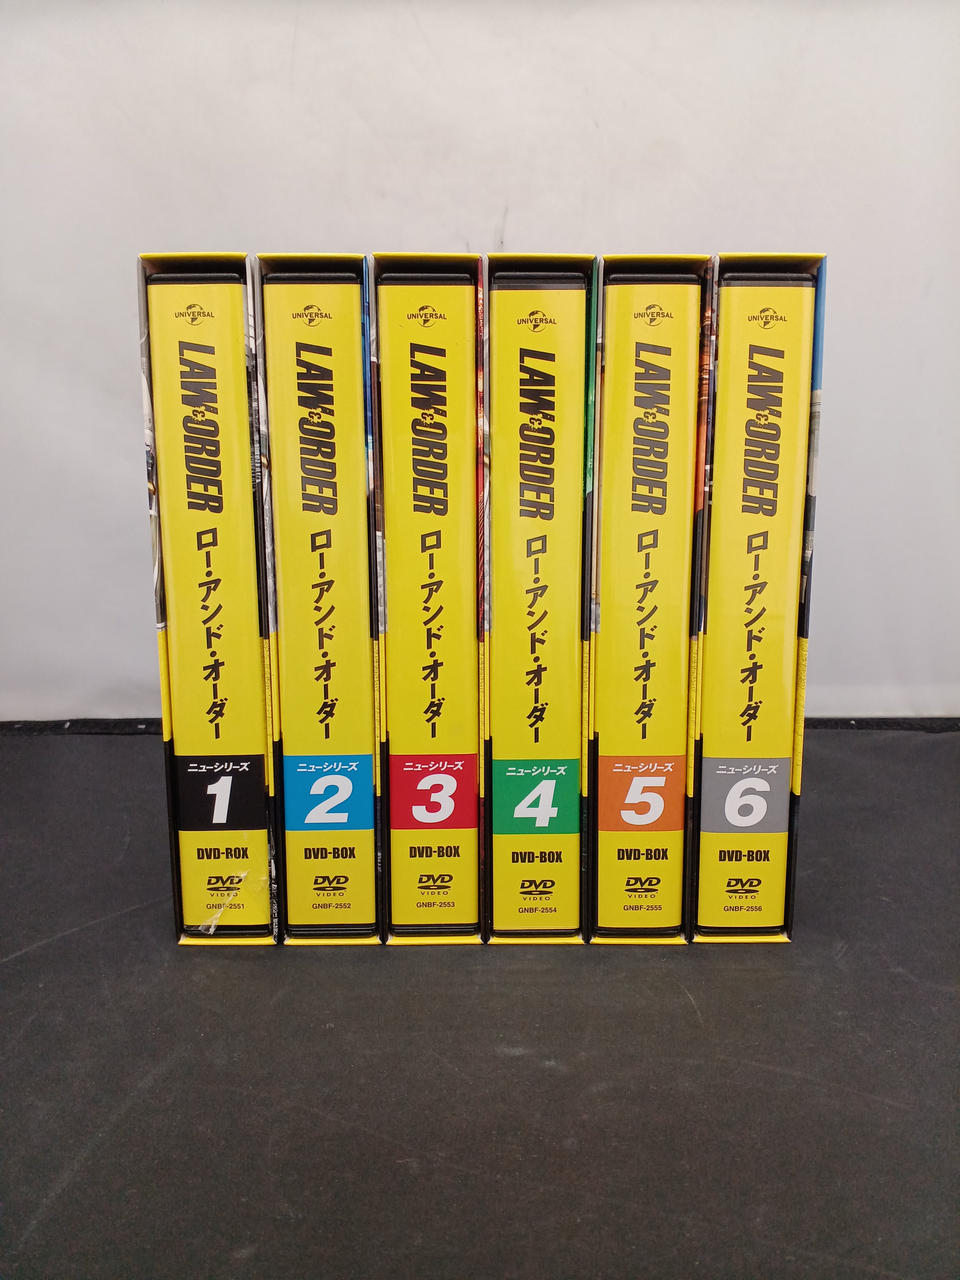 UNIVERSAL
LAW & ORDER
ロー・アンド・オーダー
ニューシリーズ
1
DVD-BOX
DVD
VIDEO
GNBF-2551
UNIVERSAL
LAW & ORDER
ロー・アンド・オーダー
ニューシリーズ
2
DVD-BOX
DVD
VIDEO
GNBF-2552
UNIVERSAL
LAW & ORDER
ロー・アンド・オーダー
ニューシリーズ
3
DVD-BOX
DVD
VIDEO
GNBF-2553
UNIVERSAL
LAW & ORDER
ロー・アンド・オーダー
ニューシリーズ
4
DVD-BOX
DVD
VIDEO
GNBF-2554
UNIVERSAL
LAW & ORDER
ロー・アンド・オーダー
ニューシリーズ
5
DVD-BOX
DVD
VIDEO
GNBF-2555
UNIVERSAL
LAW & ORDER
ロー・アンド・オーダー
ニューシリーズ
6
DVD-BOX
DVD
VIDEO
GNBF-2556